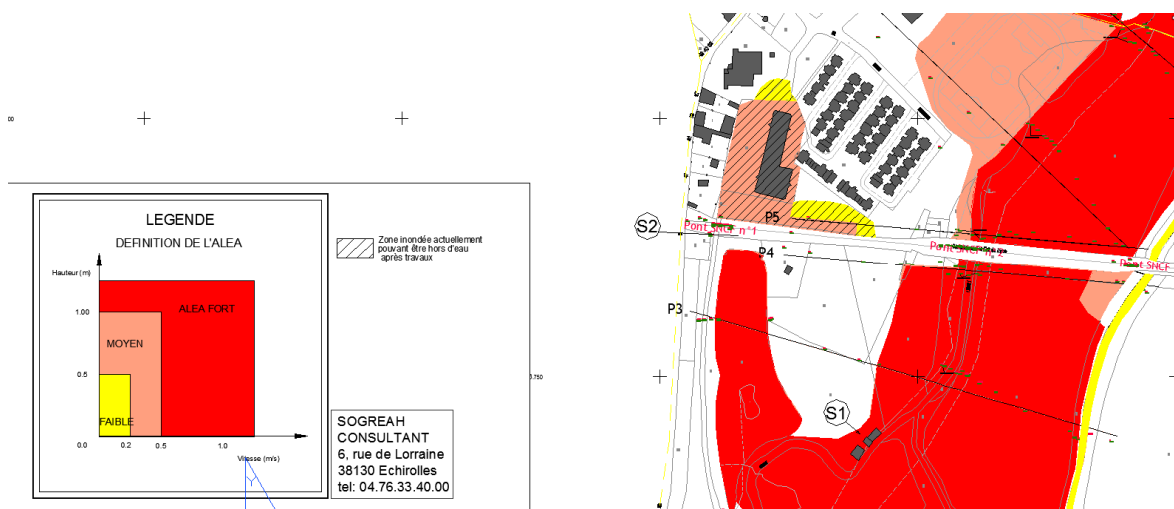 00
LEGENDE
DEFINITION DE L'ALEA
Hauteur (m)
ALEA FORT
1.00
MOYEN
0.5
FAIBLE
0.0
0.2
0.5
1.0
Vitesse (m/s)
Zone inondée actuellement
pouvant être hors d'eau
après travaux
SOGREAH
CONSULTANT
6, rue de Lorraine
38130 Echirolles
tel: 04.76.33.40.00
S2
Pont SNCF n°1
P5
P4
Pont SNCF n° 2
Pont SNCF
P3
S1